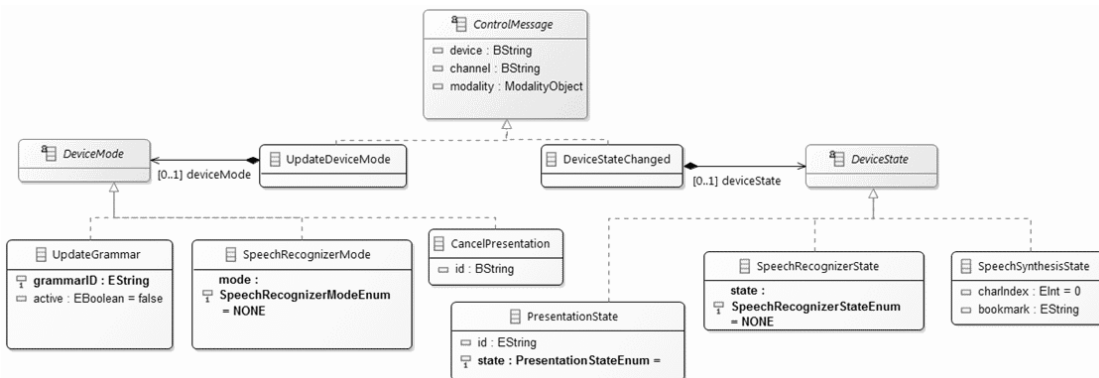 ControlMessage
device : BString
channel : BString
modality : ModalityObject
DeviceMode
UpdateDeviceMode
DeviceStateChanged
DeviceState
[0..1] deviceMode
[0..1] deviceState
UpdateGrammar
grammarID : EString
active : EBoolean = false
SpeechRecognizerMode
mode :
SpeechRecognizerModeEnum
= NONE
CancelPresentation
id : BString
PresentationState
id : EString
state : PresentationStateEnum =
SpeechRecognizerState
state :
SpeechRecognizerStateEnum
= NONE
SpeechSynthesisState
charIndex : EInt = 0
bookmark : EString